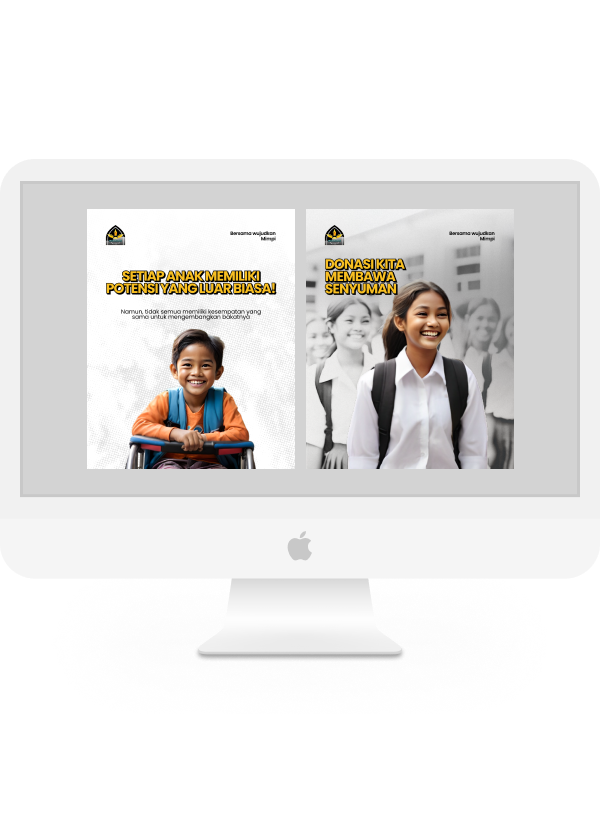 Bersama wujudkan
Mimpi
SETIAP ANAK MEMILIKI
POTENSI YANG LUAR BIASA!
Namun, tidak semua memiliki kesempatan yang
sama untuk mengembangkan bakatnya
Bersama wujudkan
Mimpi
DONASI KITA
MEMBAWA
SENYUMAN